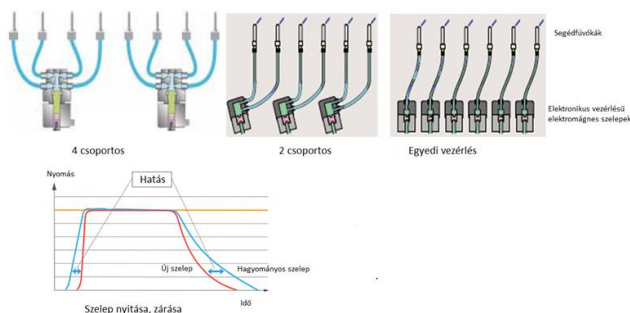 Segédfúvókák
Elektronikus vezérlésű
elektromágnes szelepek
4 csoportos
2 csoportos
Egyedi vezérlés
Nyomás
Hatás
Új szelep
Hagyományos szelep
Idő
Szelep nyitása, zárása